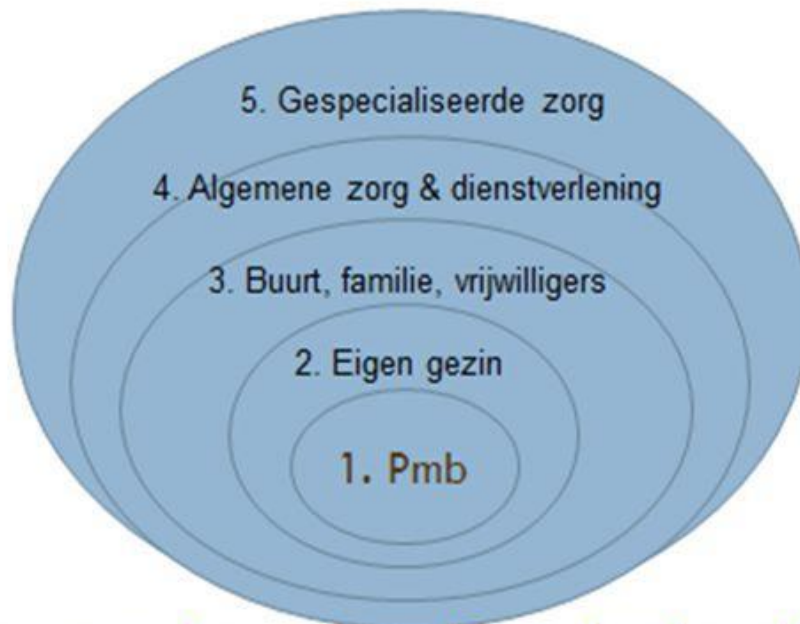 5. Gespecialiseerde zorg
4. Algemene zorg & dienstverlening
3. Buurt, familie, vrijwilligers
2. Eigen gezin
1. Pmb